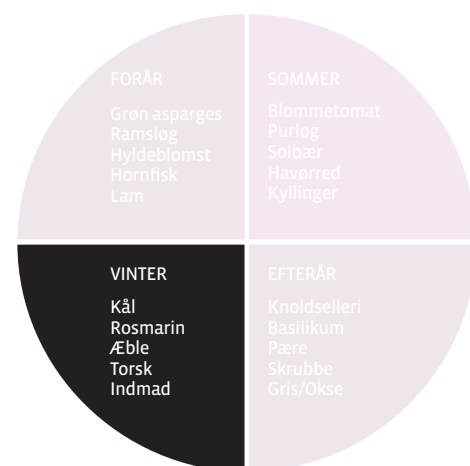 FORÅR
Grøn asparges
Ramsløg
Hyldeblomst
Hornfisk
Lam
SOMMER
Blommetomat
Purløg
Solbær
Havørred
Kyllinger
VINTER
Kål
Rosmarin
Æble
Torsk
Indmad
EFTERÅR
Knoldselleri
Basilikum
Pære
Skrubbe
Gris/Okse